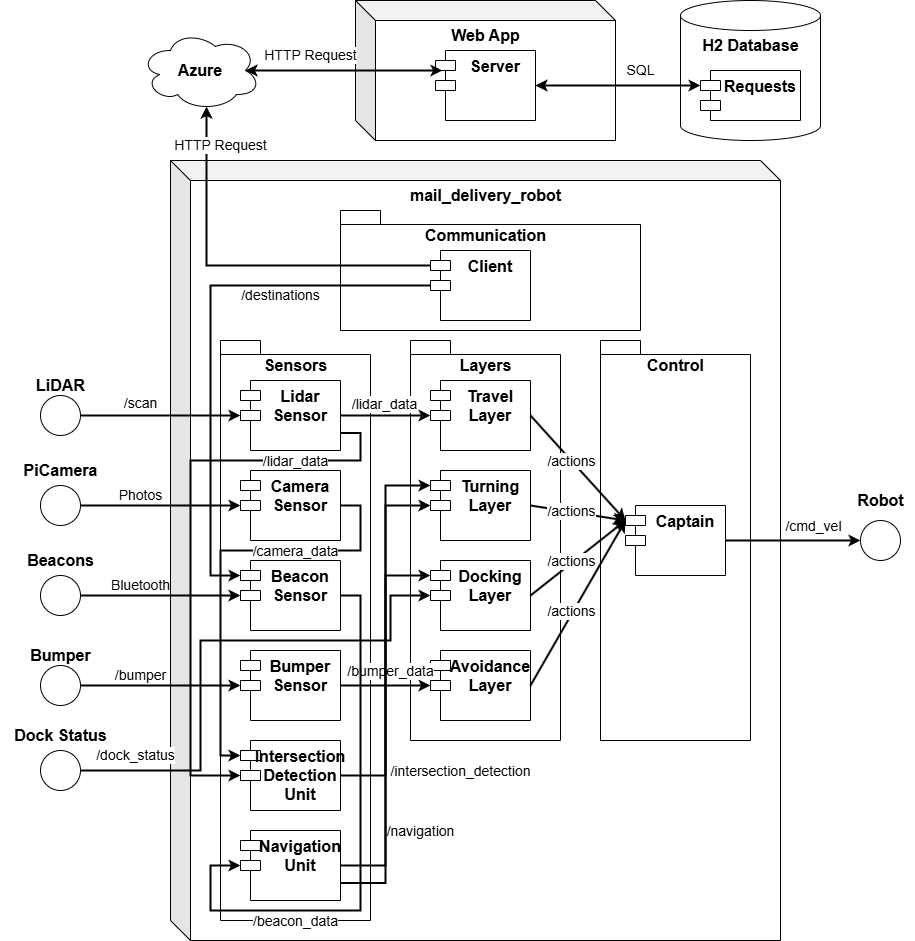 Web App
Server
H2 Database
Requests
Azure
HTTP Request
SQL
HTTP Request
mail_delivery_robot
Communication
Client
/destinations
Sensors
Layers
Control
LiDAR
/scan
Lidar
Sensor
/lidar_data
Travel
Layer
/lidar_data
/actions
PiCamera
Photos
Camera
Sensor
Turning
Layer
/actions
Captain
/cmd_vel
Robot
/camera_data
/actions
Beacons
Bluetooth
Beacon
Sensor
Docking
Layer
/actions
Bumper
/bumper
Bumper
Sensor
/bumper_data
Avoidance
Layer
Dock Status
/dock_status
Intersection
Detection
Unit
/intersection_detection
/navigation
Navigation
Unit
/beacon_data